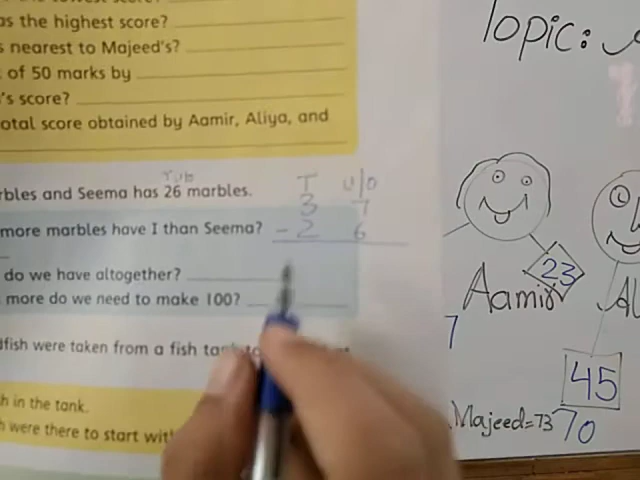 as the highest score?
s nearest to Majeed's?
of 50 marks by
's score?
otal score obtained by Aamir, Aliya, and
T U/o
rbles and Seema has 26 marbles.
T U/O
3 7
more marbles have I than Seema?
- 2 6
do we have altogether?
more do we need to make 100?
dfish were taken from a fish
h in the tank.
h were there to start with
Topic:
23
Aamir
Al
7
45
Majeed=73
70